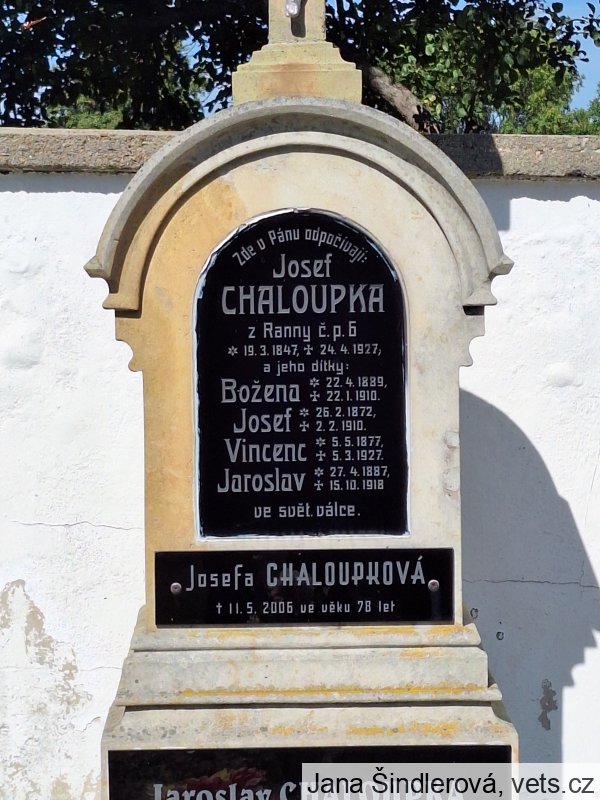 Zde v Pánu odpočívají:
Josef
CHALOUPKA
z Ranny č.p. 6
* 19.3.1847, + 24.4.1927,
a jeho dítky:
Božena * 22.4.1889, + 22.1.1910.
Josef * 26.2.1872, + 2.2.1910.
Vincenc * 5.5.1877, + 5.3.1927.
Jaroslav * 27.4.1887, + 15.10.1918
ve svět. válce.
Josefa CHALOUPKOVÁ
† 11.5.2006 ve věku 78 let
Jaroslav CHALOUPKA
Jana Šindlerová, vets.cz